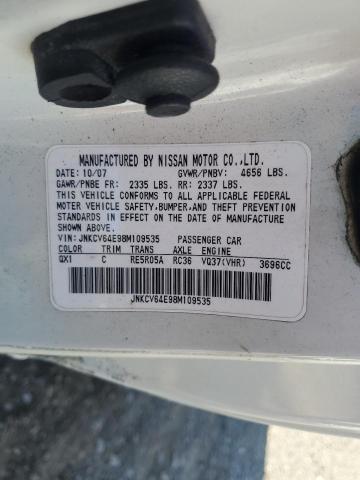 MANUFACTURED BY NISSAN MOTOR CO.,LTD.
DATE: 10/07 GVWR/PNBV: 4656 LBS.
GAWR/PNBE FR: 2335 LBS. RR: 2337 LBS.
THIS VEHICLE CONFORMS TO ALL APPLICABLE FEDERAL
MOTOR VEHICLE SAFETY,BUMPER,AND THEFT PREVENTION
STANDARDS IN EFFECT ON THE DATE OF MANUFACTURE
SHOWN ABOVE.
VIN: JNKCV64E98M109535 PASSENGER CAR
COLOR TRIM TRANS AXLE ENGINE
QX1 C RE5R05A RC36 VQ37(VHR) 3696CC
JNKCV64E98M109535